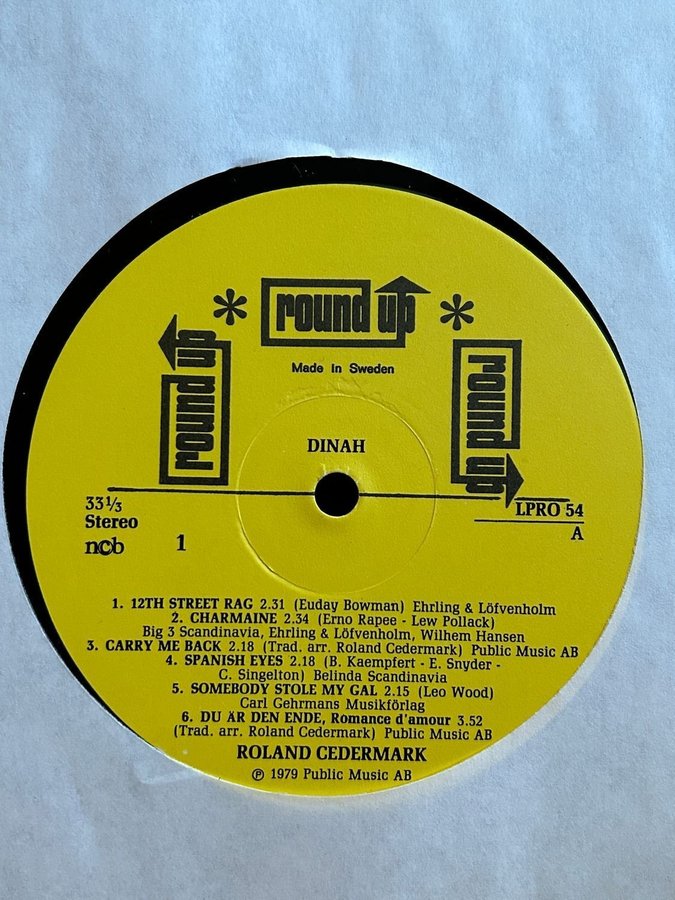 round up
round up
round up
Made in Sweden
DINAH
33 1/3
Stereo
ncb
1
LPRO 54
A
1. 12TH STREET RAG 2.31 (Euday Bowman) Ehrling & Löfvenholm
2. CHARMAINE 2.34 (Erno Rapee - Lew Pollack)
Big 3 Scandinavia, Ehrling & Löfvenholm, Wilhem Hansen
3. CARRY ME BACK 2.18 (Trad. arr. Roland Cedermark) Public Music AB
4. SPANISH EYES 2.18 (B. Kaempfert - E. Snyder -
C. Singelton) Belinda Scandinavia
5. SOMEBODY STOLE MY GAL 2.15 (Leo Wood)
Carl Gehrmans Musikförlag
6. DU ÄR DEN ENDE, Romance d'amour 3.52
(Trad. arr. Roland Cedermark) Public Music AB
ROLAND CEDERMARK
℗ 1979 Public Music AB